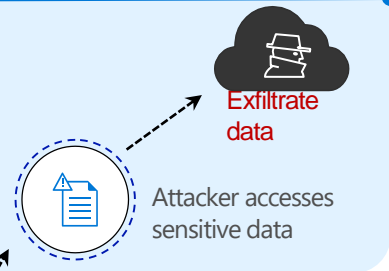 Exfiltrate
data
Attacker accesses
sensitive data